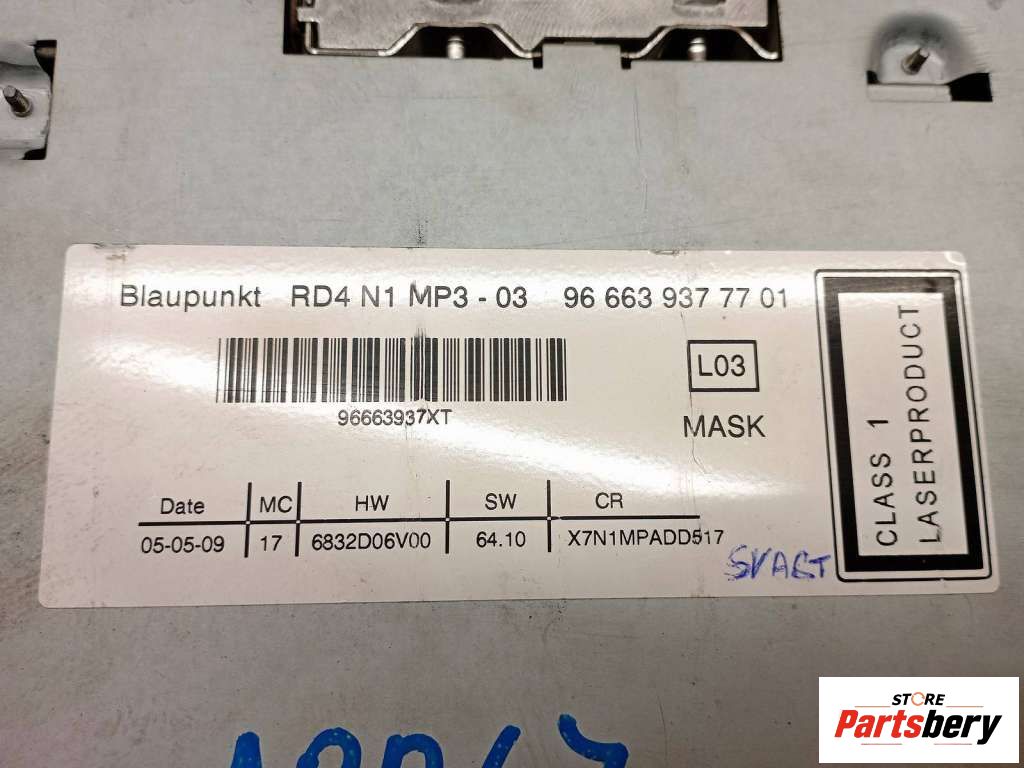 Blaupunkt RD4 N1 MP3 - 03 96 663 937 77 01
96663937XT
L03
MASK
CLASS 1
LASERPRODUCT
Date MC HW SW CR
05-05-09 17 6832D06V00 64.10 X7N1MPADD517
SVART
STORE
Partsbery